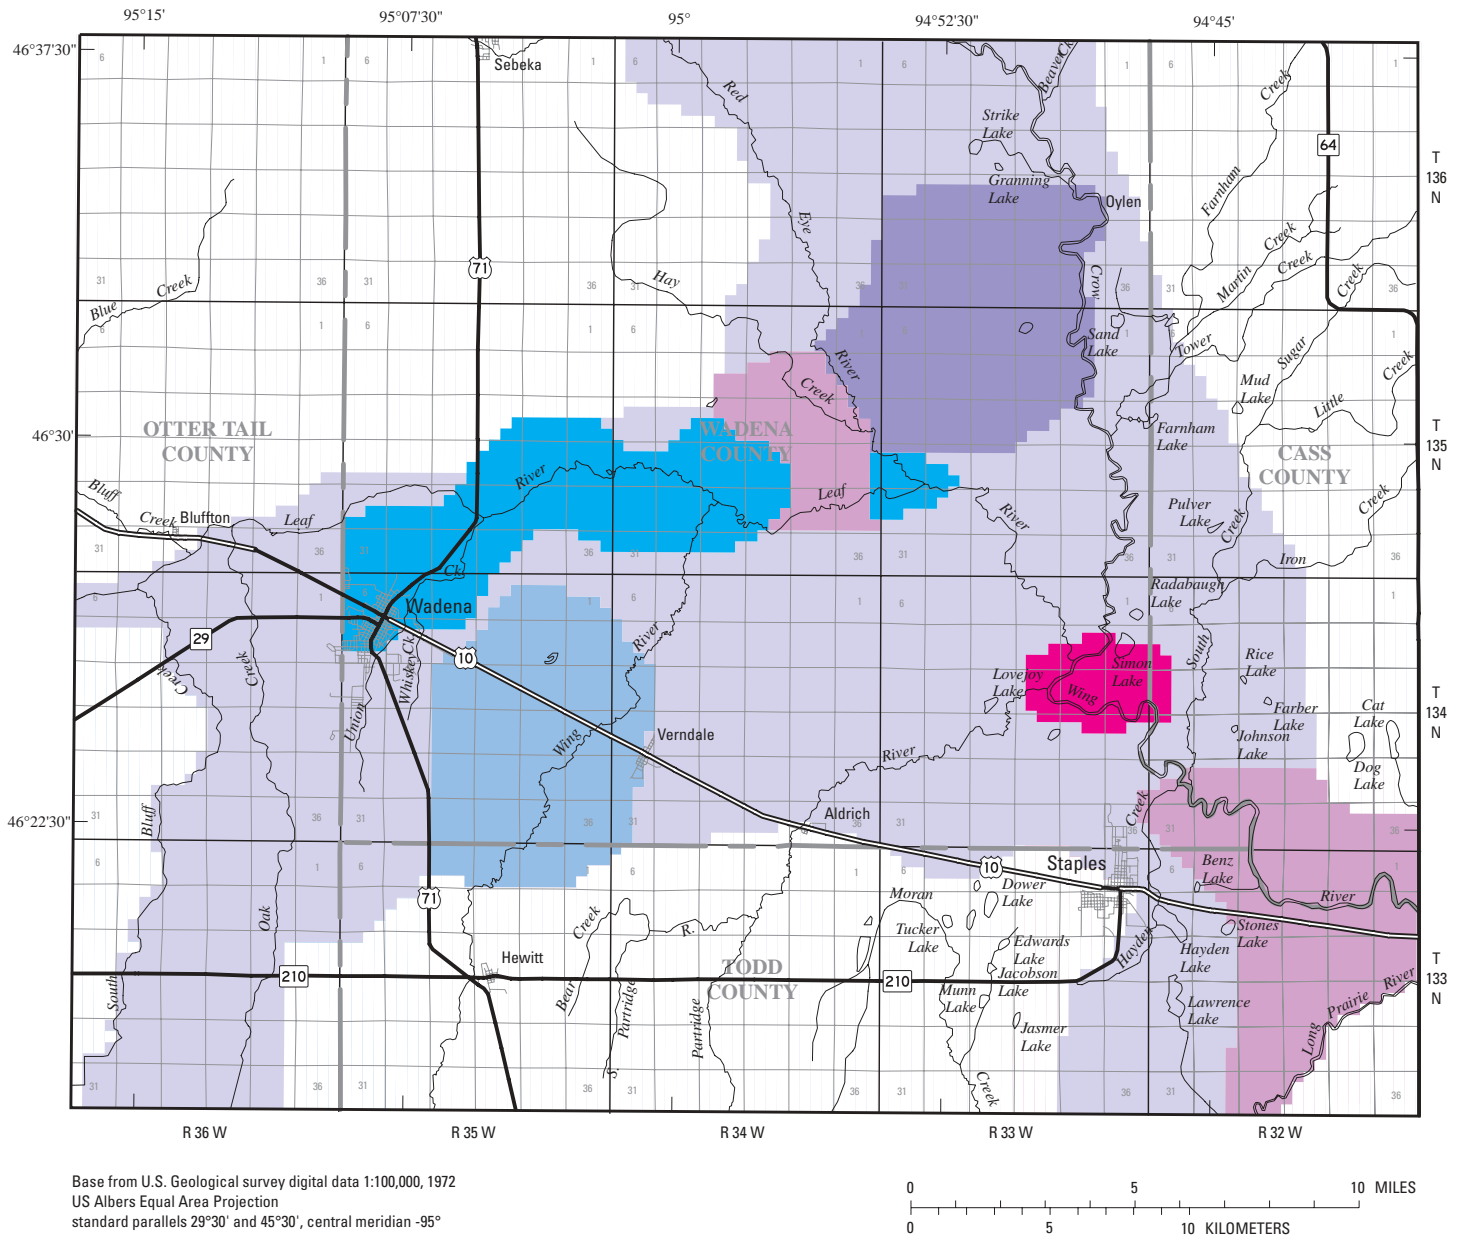 95°15'
95°07'30"
95°
94°52'30"
94°45'
46°37'30"
46°30'
46°22'30"
Sebeka
Red
Beaver Ck
Creek
Strike
Lake
64
T
136
N
Granning
Lake
Oylen
Farnham
Eye
Creek
71
Hay
Crow
Martin
Creek
Creek
Blue
Creek
Sand
Lake
Tower
Sugar
Creek
River
Creek
Mud
Lake
Little
OTTER TAIL
COUNTY
WADENA
COUNTY
Farnham
Lake
CASS
COUNTY
T
135
N
Bluff
Creek
Bluffton
Leaf
River
Leaf
River
Pulver
Lake
Creek
Creek
Iron
Ck.
Wadena
Radabaugh
Lake
29
10
River
South
Rice
Lake
Creek
Creek
Whiskey Ck.
Lovejoy
Lake
Simon
Lake
Wing
Union
Wing
Verndale
River
Farber
Lake
Johnson
Lake
Cat
Lake
Dog
Lake
T
134
N
Bluff
Aldrich
Creek
Staples
10
Benz
Lake
River
71
Oak
Moran
Dower
Lake
Creek
R.
Tucker
Lake
Edwards
Lake
Hayden
Hayden
Lake
Stones
Lake
Hewitt
TODD
COUNTY
Jacobson
Lake
210
210
T
133
N
South
Bear
Partridge
S.
Partridge
Munn
Lake
Jasmer
Lake
Lawrence
Lake
Long
Prairie
River
Creek
R 36 W
R 35 W
R 34 W
R 33 W
R 32 W
Base from U.S. Geological survey digital data 1:100,000, 1972
US Albers Equal Area Projection
standard parallels 29°30' and 45°30', central meridian -95°
0 5 10 MILES
0 5 10 KILOMETERS